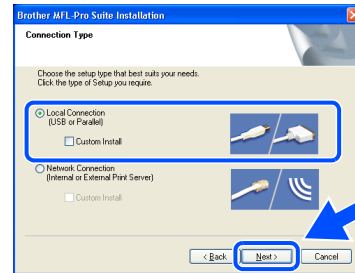 Brother MFL-Pro Suite Installation
Connection Type
Choose the setup type that best suits your needs.
Click the type of Setup you require.
Local Connection
(USB or Parallel)
Custom Install
Network Connection
(Internal or External Print Server)
Custom Install
< Back
Next >
Cancel